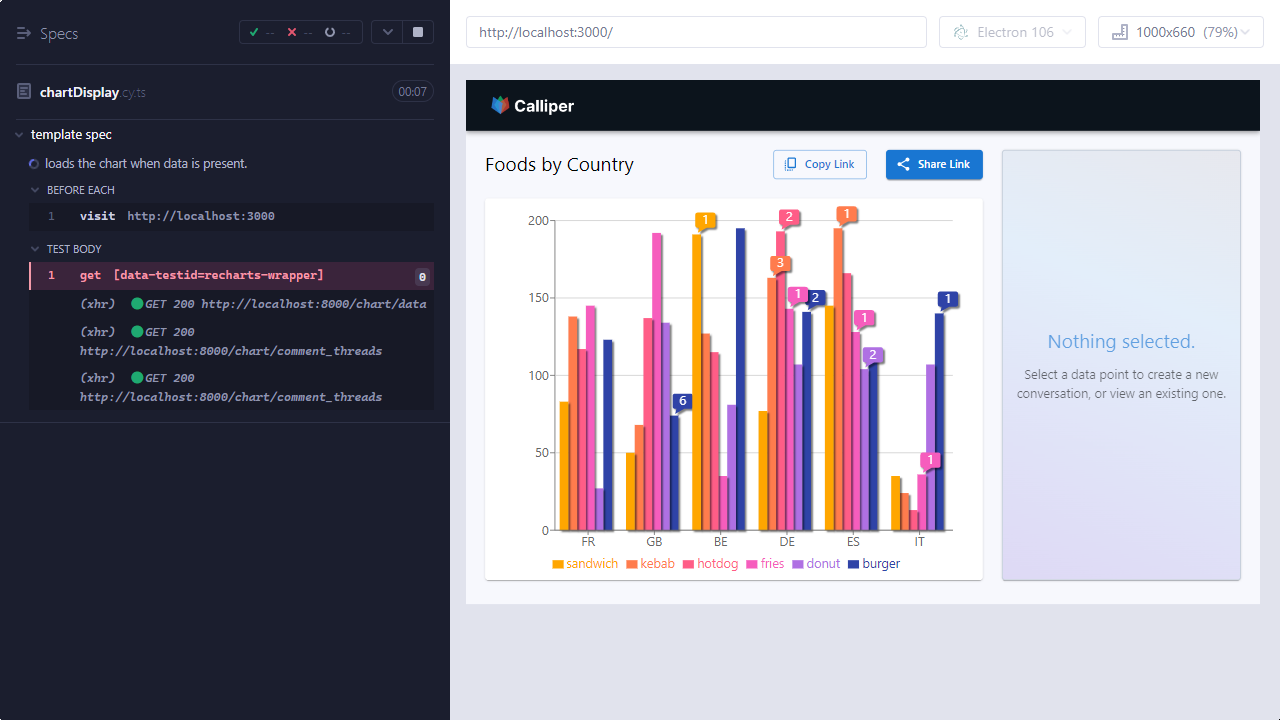 Specs
-- -- --
chartDisplay.cy.ts 00:07
template spec
loads the chart when data is present.
BEFORE EACH
1 visit http://localhost:3000
TEST BODY
1 get [data-testid=recharts-wrapper] 0
(xhr) GET 200 http://localhost:8000/chart/data
(xhr) GET 200
http://localhost:8000/chart/comment_threads
(xhr) GET 200
http://localhost:8000/chart/comment_threads
http://localhost:3000/
Electron 106
1000x660 (79%)
Calliper
Foods by Country
Copy Link
Share Link
200
150
100
50
0
6
1
3
2
1
2
1
1
2
1
1
FR GB BE DE ES IT
sandwich kebab hotdog fries donut burger
Nothing selected.
Select a data point to create a new
conversation, or view an existing one.